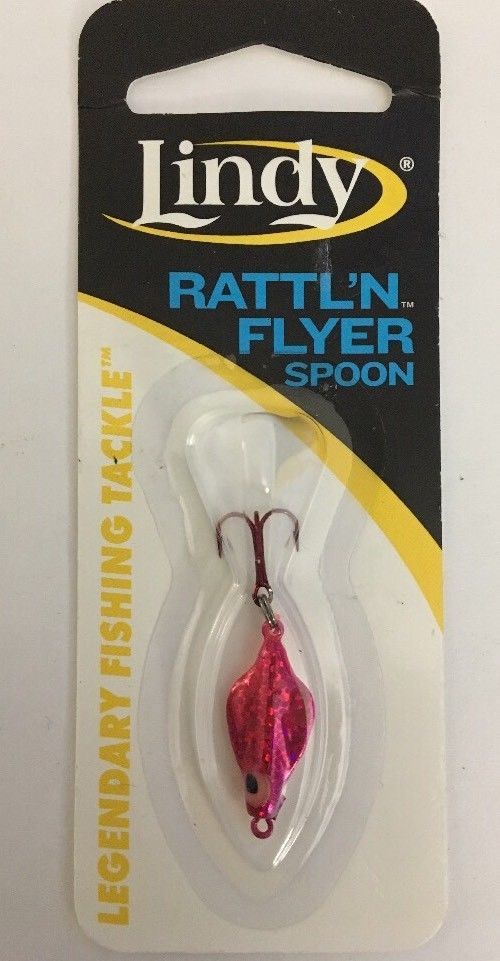 Lindy®
RATTL'N™
FLYER
SPOON
LEGENDARY FISHING TACKLE™